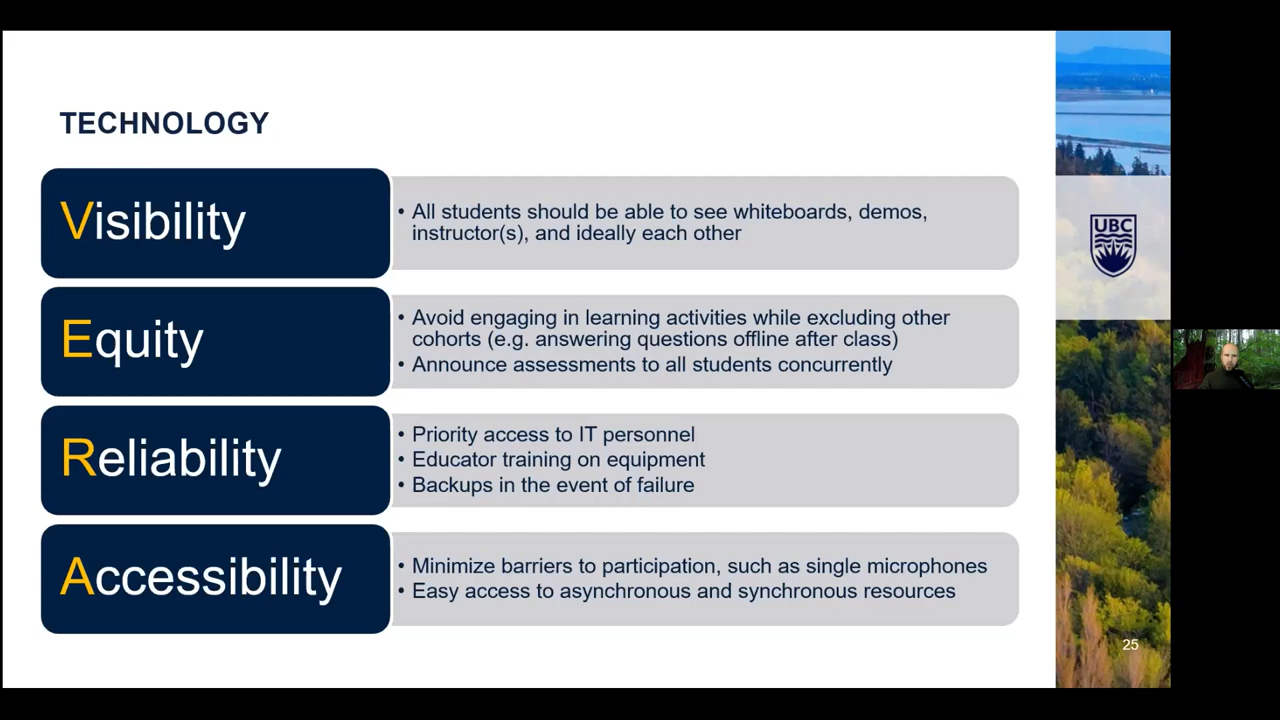 TECHNOLOGY
Visibility
• All students should be able to see whiteboards, demos,
instructor(s), and ideally each other
UBC
Equity
• Avoid engaging in learning activities while excluding other
cohorts (e.g. answering questions offline after class)
• Announce assessments to all students concurrently
Reliability
• Priority access to IT personnel
• Educator training on equipment
• Backups in the event of failure
Accessibility
• Minimize barriers to participation, such as single microphones
• Easy access to asynchronous and synchronous resources
25